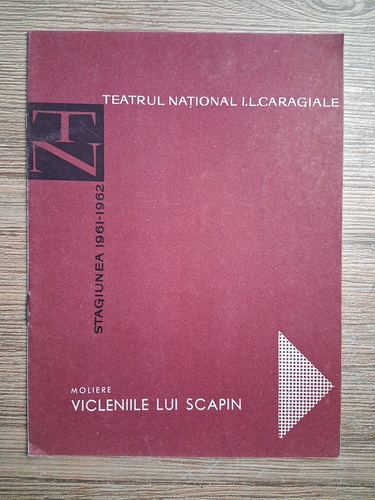 TEATRUL NAȚIONAL I.L.CARAGIALE
TN
STAGIUNEA 1961-1962
MOLIERE
VICLENIILE LUI SCAPIN